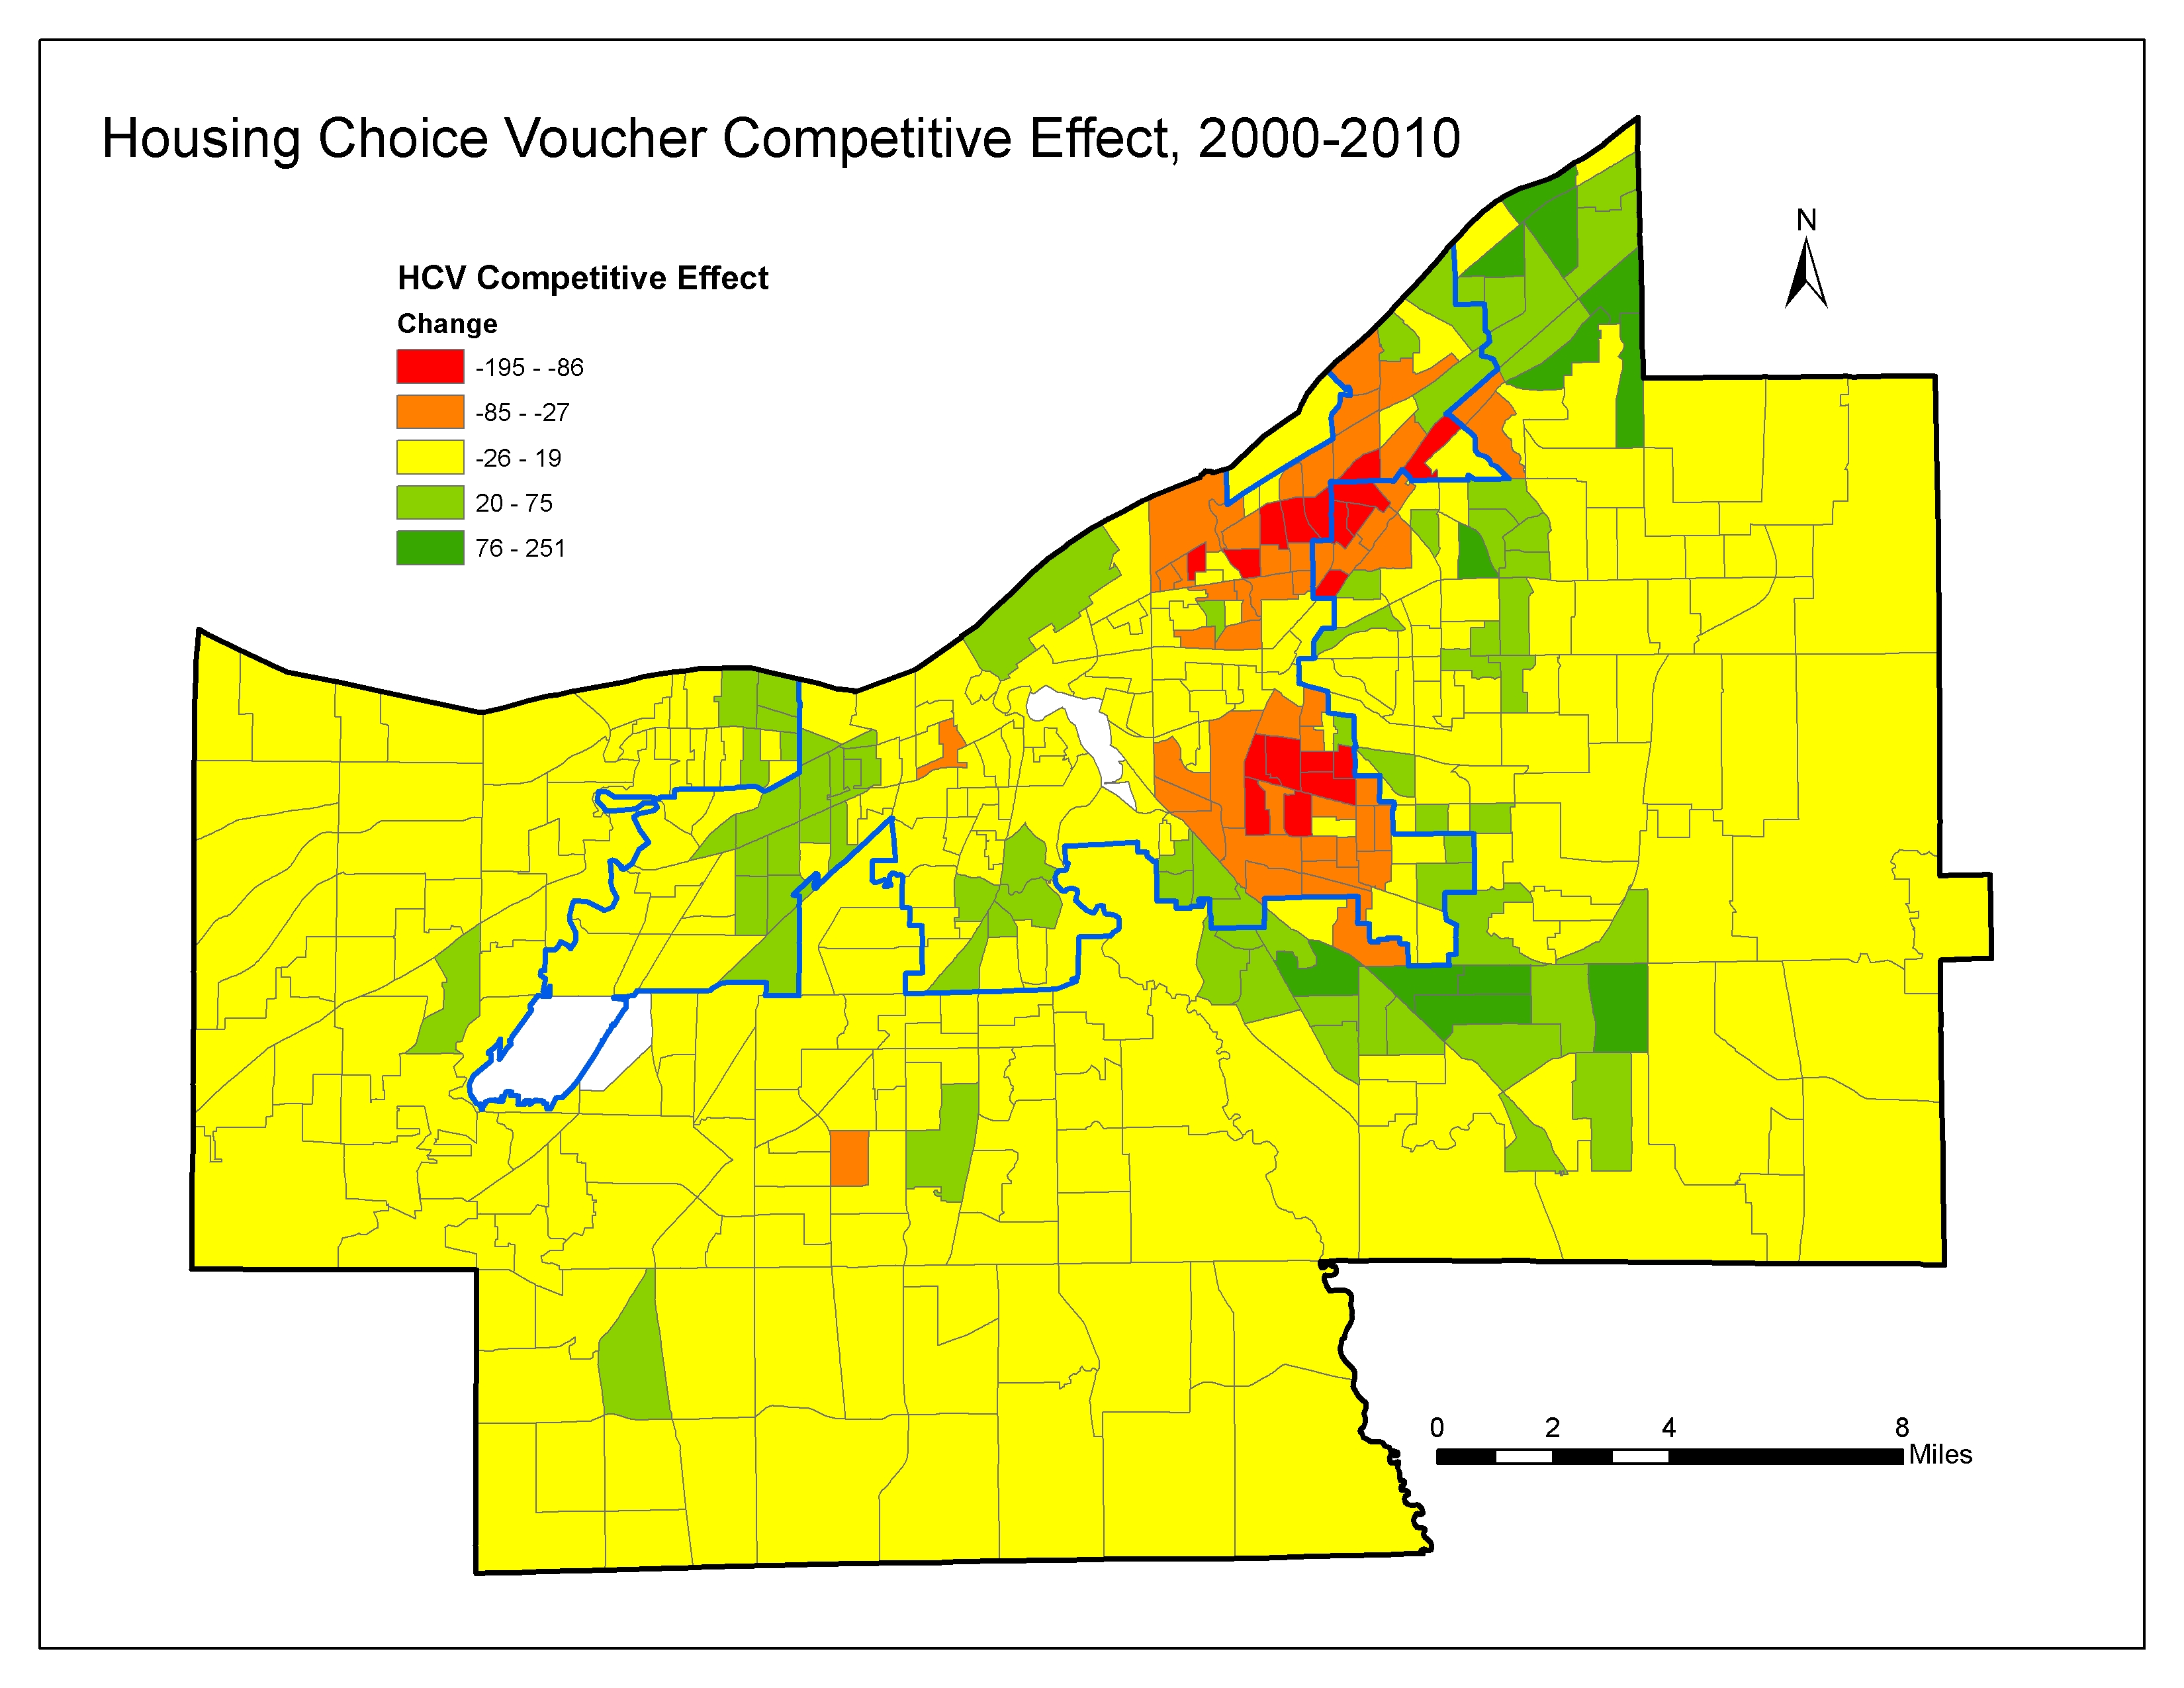 Housing Choice Voucher Competitive Effect, 2000-2010
N
HCV Competitive Effect
Change
-195 - -86
-85 - -27
-26 - 19
20 - 75
76 - 251
0 2 4 8
Miles